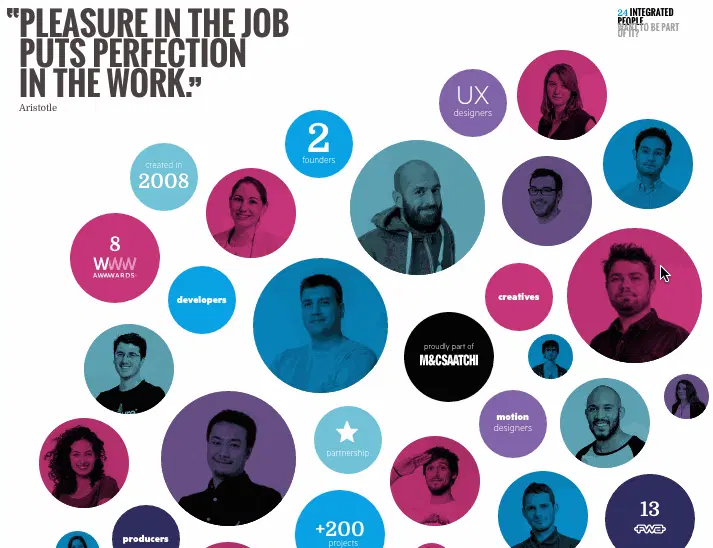 “PLEASURE IN THE JOB
PUTS PERFECTION
IN THE WORK.”
Aristotle
24 INTEGRATED
PEOPLE
WANT TO BE PART
OF IT?
UX
designers
2
founders
created in
2008
8
WWW
AWWWARDS
developers
creatives
proudly part of
M&CSAATCHI
motion
designers
partnership
+200
projects
13
FWA
producers